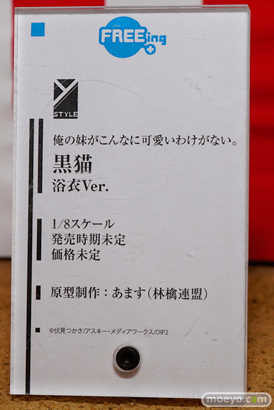 FREEing
Y
STYLE
俺の妹がこんなに可愛いわけがない。
黒猫
浴衣Ver.
1/8スケール
発売時期未定
価格未定
原型制作：あます(林檎連盟)
©伏見つかさ/アスキー・メディアワークス/OIP2
moeyo.com